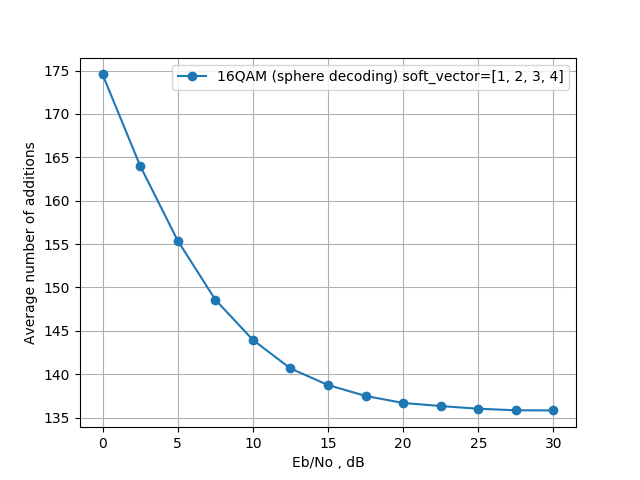 16QAM (sphere decoding) soft_vector=[1, 2, 3, 4]
Average number of additions
175
170
165
160
155
150
145
140
135
0 5 10 15 20 25 30
Eb/No , dB